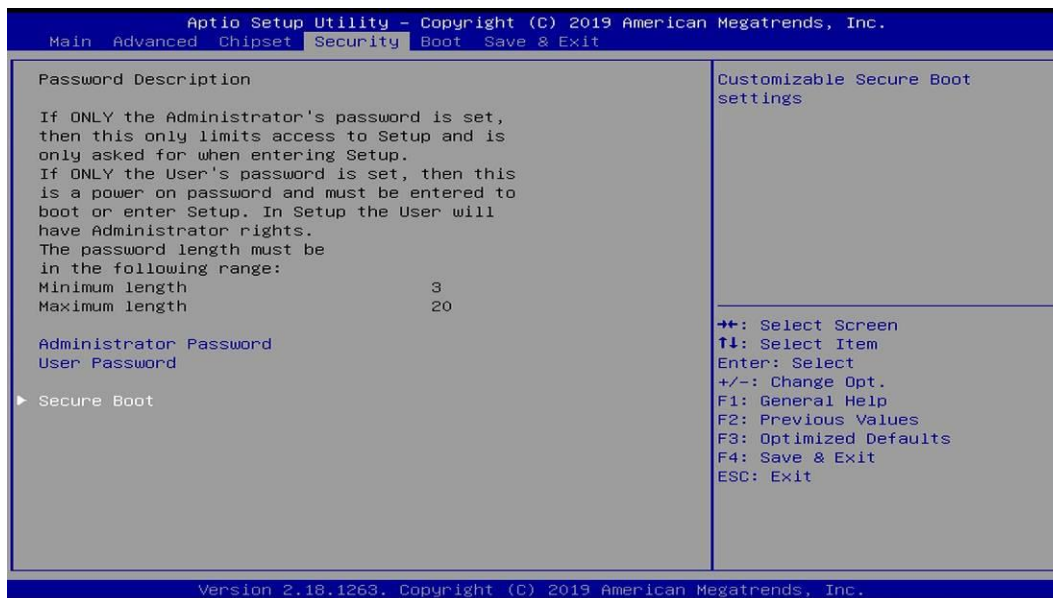 Aptio Setup Utility – Copyright (C) 2019 American Megatrends, Inc.
Main Advanced Chipset Security Boot Save & Exit
Password Description
If ONLY the Administrator's password is set,
then this only limits access to Setup and is
only asked for when entering Setup.
If ONLY the User's password is set, then this
is a power on password and must be entered to
boot or enter Setup. In Setup the User will
have Administrator rights.
The password length must be
in the following range:
Minimum length 3
Maximum length 20
Administrator Password
User Password
► Secure Boot
Customizable Secure Boot
settings
→←: Select Screen
↑↓: Select Item
Enter: Select
+/-: Change Opt.
F1: General Help
F2: Previous Values
F3: Optimized Defaults
F4: Save & Exit
ESC: Exit
Version 2.18.1263. Copyright (C) 2019 American Megatrends, Inc.